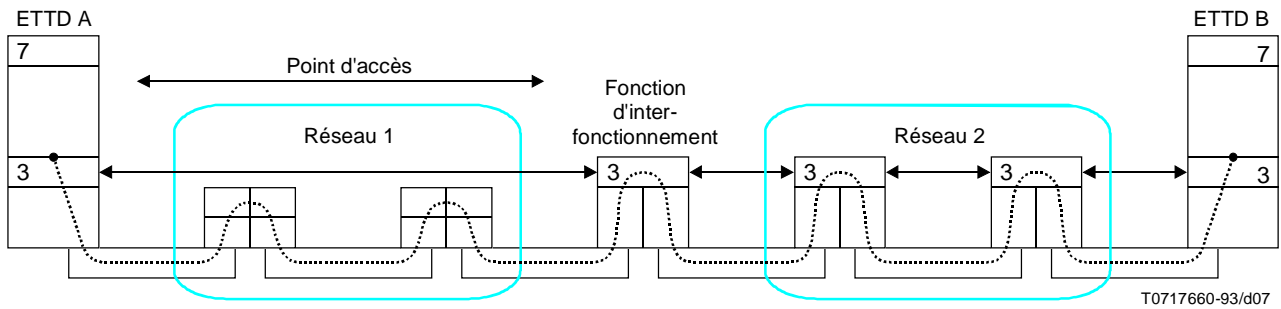 ETTD A
ETTD B
7
7
Point d'accès
Fonction
d'inter-
fonctionnement
Réseau 1
Réseau 2
3
3
3
3
3
T0717660-93/d07